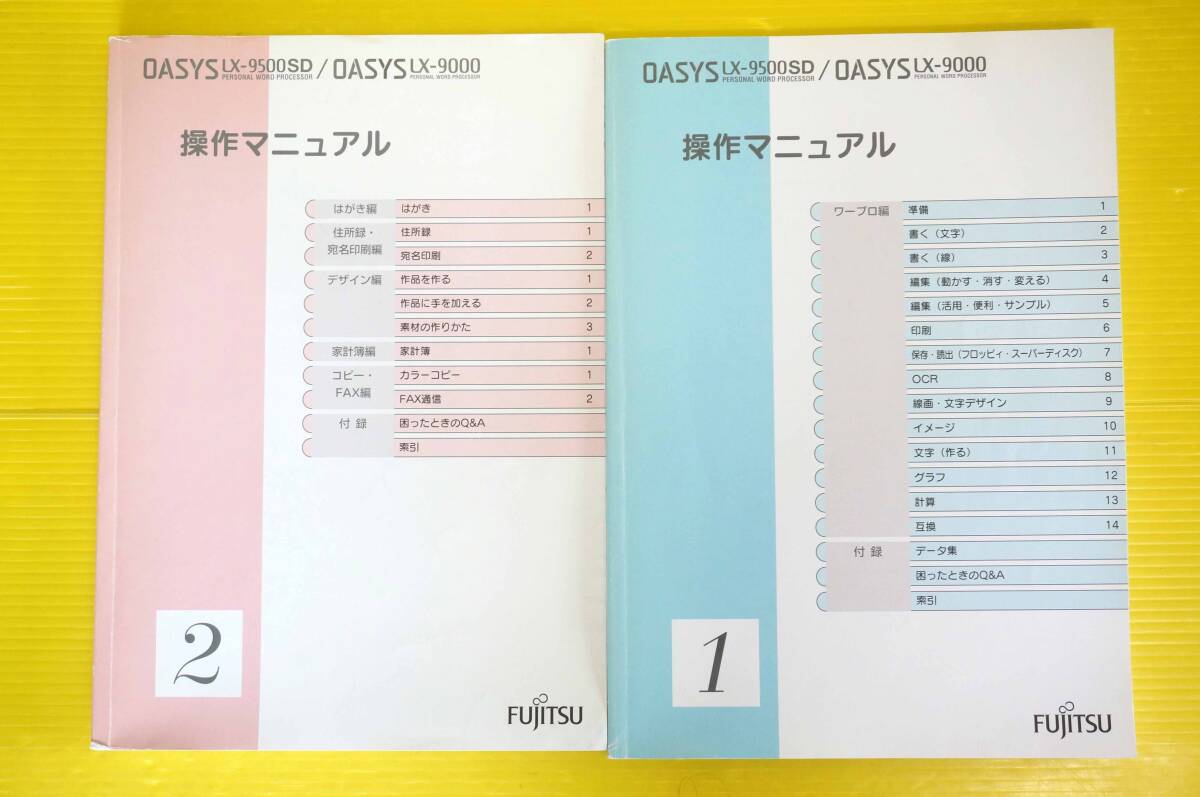 OASYS LX-9500SD / OASYS LX-9000
PERSONAL WORD PROCESSOR PERSONAL WORD PROCESSOR
操作マニュアル
はがき編 はがき 1
住所録・ 住所録 1
宛名印刷編 宛名印刷 2
デザイン編 作品を作る 1
作品に手を加える 2
素材の作りかた 3
家計簿編 家計簿 1
コピー・ カラーコピー 1
FAX編 FAX通信 2
付録 困ったときのQ&A
索引
2
FUJITSU
OASYS LX-9500SD / OASYS LX-9000
PERSONAL WORD PROCESSOR PERSONAL WORD PROCESSOR
操作マニュアル
ワープロ編 準備 1
書く（文字） 2
書く（線） 3
編集（動かす・消す・変える） 4
編集（活用・便利・サンプル） 5
印刷 6
保存・読出（フロッピィ・スーパーディスク） 7
OCR 8
線画・文字デザイン 9
イメージ 10
文字（作る） 11
グラフ 12
計算 13
互換 14
付録 データ集
困ったときのQ&A
索引
1
FUJITSU